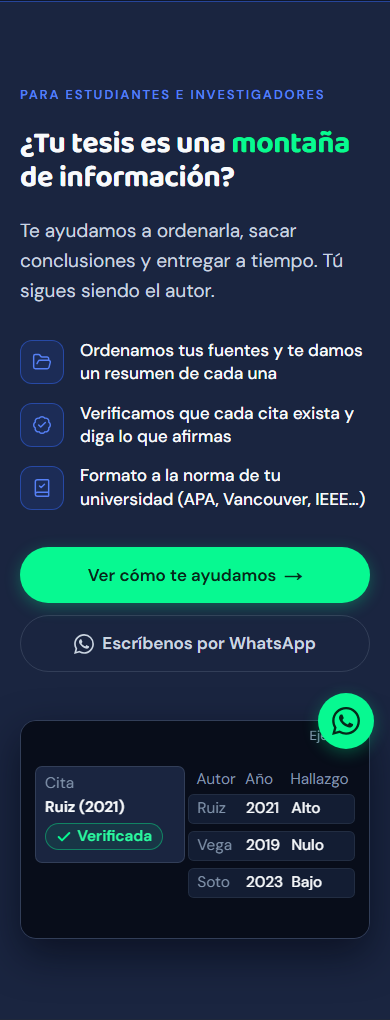 PARA ESTUDIANTES E INVESTIGADORES
¿Tu tesis es una montaña
de información?
Te ayudamos a ordenarla, sacar
conclusiones y entregar a tiempo. Tú
sigues siendo el autor.
Ordenamos tus fuentes y te damos
un resumen de cada una
Verificamos que cada cita exista y
diga lo que afirmas
Formato a la norma de tu
universidad (APA, Vancouver, IEEE...)
Ver cómo te ayudamos →
Escríbenos por WhatsApp
Cita
Ruiz (2021)
✓ Verificada
Autor Año Hallazgo
Ruiz 2021 Alto
Vega 2019 Nulo
Soto 2023 Bajo